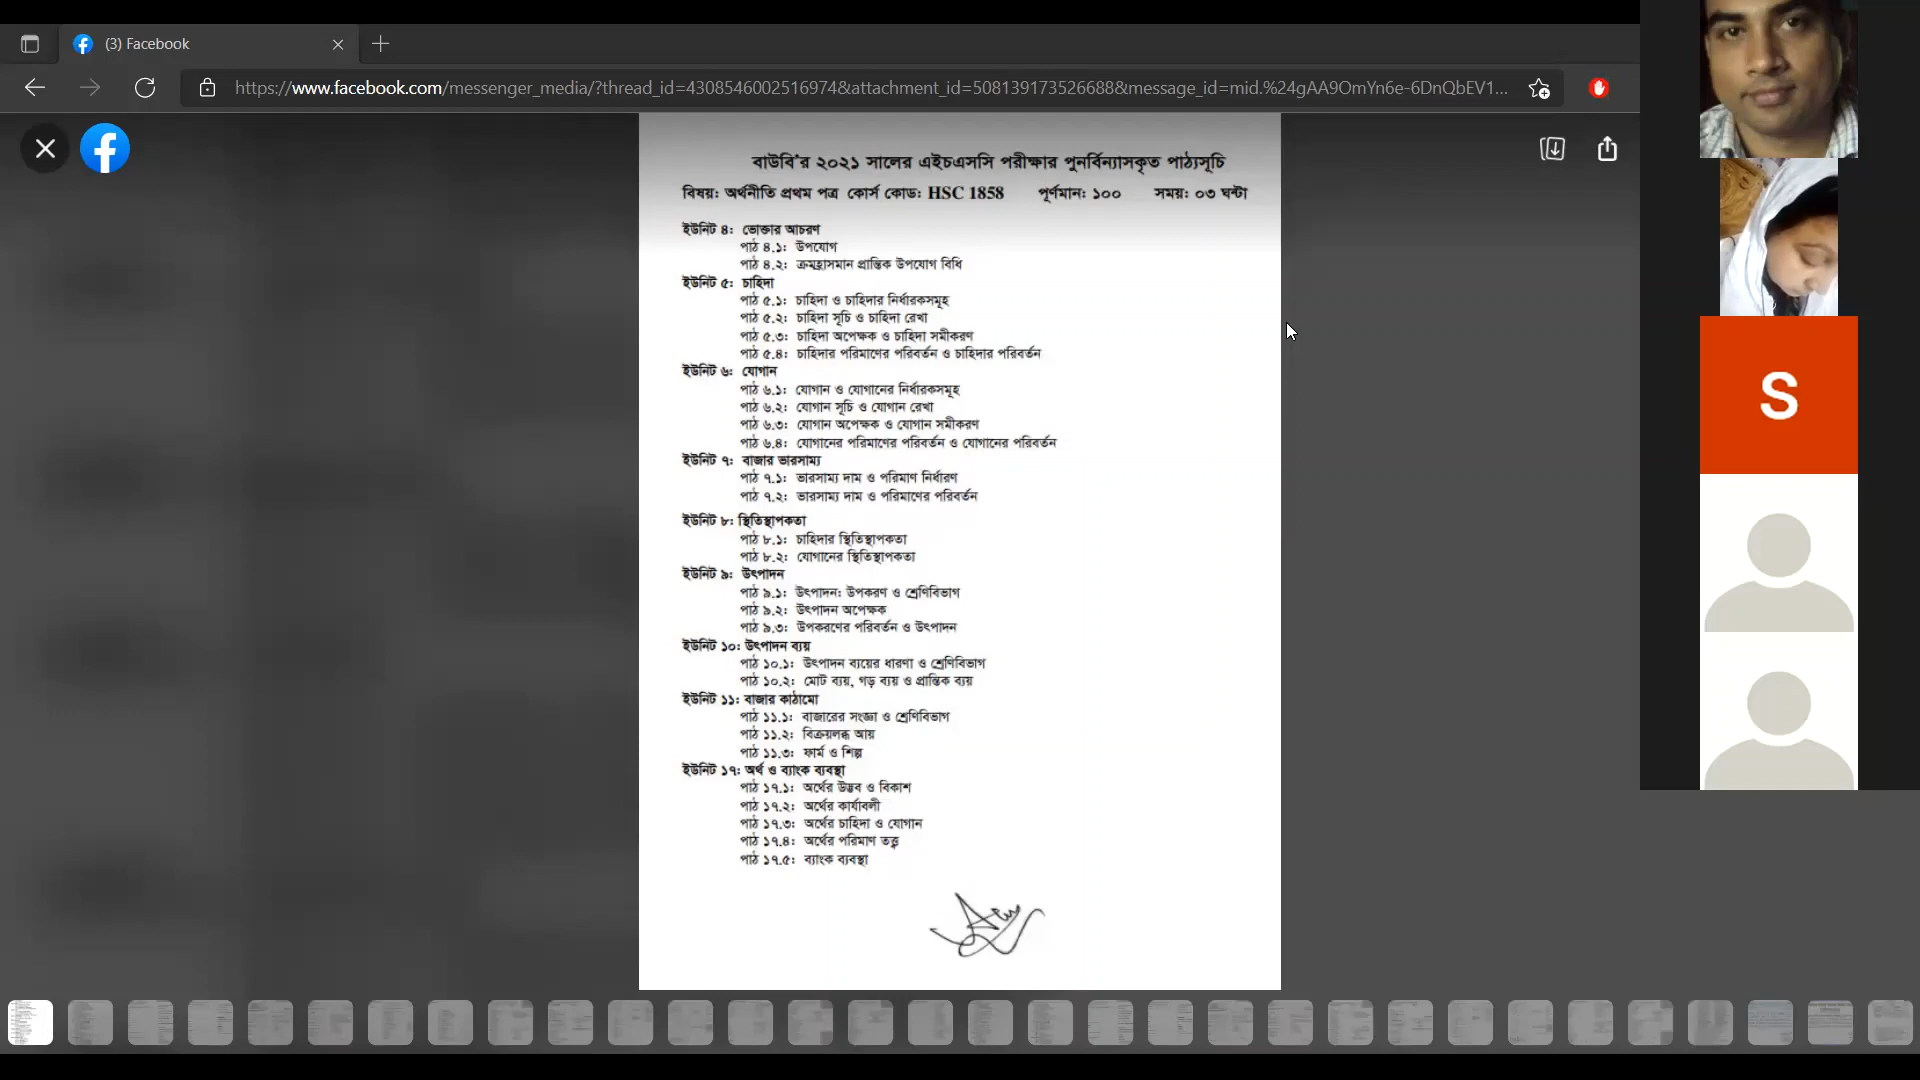 (3) Facebook
https://www.facebook.com/messenger_media/?thread_id=4308546002516974&attachment_id=508139173526688&message_id=mid.%24gAA9OmYn6e-6DnQbEV1...
বাউবি'র ২০২১ সালের এইচএসসি পরীক্ষার পুনর্বিন্যাসকৃত পাঠ্যসূচি
বিষয়: অর্থনীতি প্রথম পত্র কোর্স কোড: HSC 1858 পূর্ণমান: ১০০ সময়: ০৩ ঘন্টা
ইউনিট ৪: ভোক্তার আচরণ
পাঠ ৪.১: উপযোগ
পাঠ ৪.২: ক্রমহ্রাসমান প্রান্তিক উপযোগ বিধি
ইউনিট ৫: চাহিদা
পাঠ ৫.১: চাহিদা ও চাহিদার নির্ধারকসমূহ
পাঠ ৫.২: চাহিদা সূচি ও চাহিদা রেখা
পাঠ ৫.৩: চাহিদা অপেক্ষক ও চাহিদা সমীকরণ
পাঠ ৫.৪: চাহিদার পরিমাণের পরিবর্তন ও চাহিদার পরিবর্তন
ইউনিট ৬: যোগান
পাঠ ৬.১: যোগান ও যোগানের নির্ধারকসমূহ
পাঠ ৬.২: যোগান সূচি ও যোগান রেখা
পাঠ ৬.৩: যোগান অপেক্ষক ও যোগান সমীকরণ
পাঠ ৬.৪: যোগানের পরিমাণের পরিবর্তন ও যোগানের পরিবর্তন
ইউনিট ৭: বাজার ভারসাম্য
পাঠ ৭.১: ভারসাম্য দাম ও পরিমাণ নির্ধারণ
পাঠ ৭.২: ভারসাম্য দাম ও পরিমাণের পরিবর্তন
ইউনিট ৮: স্থিতিস্থাপকতা
পাঠ ৮.১: চাহিদার স্থিতিস্থাপকতা
পাঠ ৮.২: যোগানের স্থিতিস্থাপকতা
ইউনিট ৯: উৎপাদন
পাঠ ৯.১: উৎপাদন: উপকরণ ও শ্রেণিবিভাগ
পাঠ ৯.২: উৎপাদন অপেক্ষক
পাঠ ৯.৩: উপকরণের পরিবর্তন ও উৎপাদন
ইউনিট ১০: উৎপাদন ব্যয়
পাঠ ১০.১: উৎপাদন ব্যয়ের ধারণা ও শ্রেণিবিভাগ
পাঠ ১০.২: মোট ব্যয়, গড় ব্যয় ও প্রান্তিক ব্যয়
ইউনিট ১১: বাজার কাঠামো
পাঠ ১১.১: বাজারের সংজ্ঞা ও শ্রেণিবিভাগ
পাঠ ১১.২: বিক্রয়লব্ধ আয়
পাঠ ১১.৩: ফার্ম ও শিল্প
ইউনিট ১৭: অর্থ ও ব্যাংক ব্যবস্থা
পাঠ ১৭.১: অর্থের উদ্ভব ও বিকাশ
পাঠ ১৭.২: অর্থের কার্যাবলী
পাঠ ১৭.৩: অর্থের চাহিদা ও যোগান
পাঠ ১৭.৪: অর্থের পরিমাণ তত্ত্ব
পাঠ ১৭.৫: ব্যাংক ব্যবস্থা
S